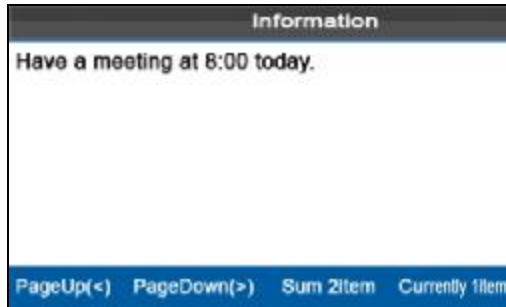 Information
Have a meeting at 8:00 today.
PageUp(<) PageDown(>) Sum 2Item Currently 1Item